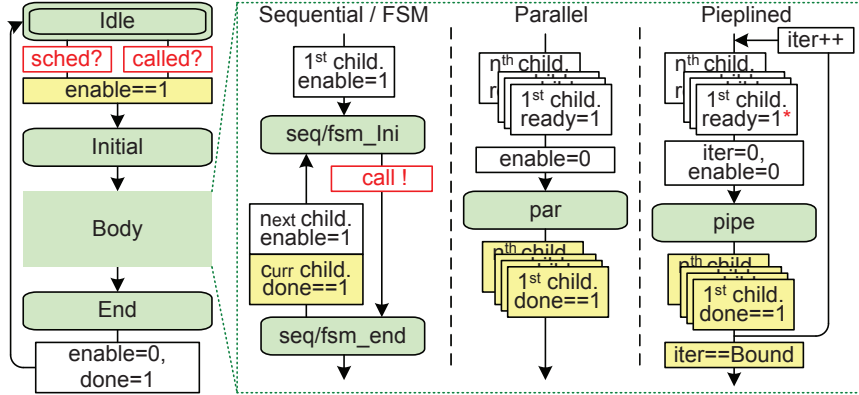 Idle
sched?
called?
enable==1
Initial
Body
End
enable=0,
done=1
Sequential / FSM
1st child.
enable=1
seq/fsm_Ini
call !
next child.
enable=1
curr child.
done==1
seq/fsm_end
Parallel
nth child.
1st child.
ready=1
enable=0
par
nth child.
1st child.
done==1
Pieplined
iter++
nth child.
1st child.
ready=1*
iter=0,
enable=0
pipe
nth child.
1st child.
done==1
iter==Bound